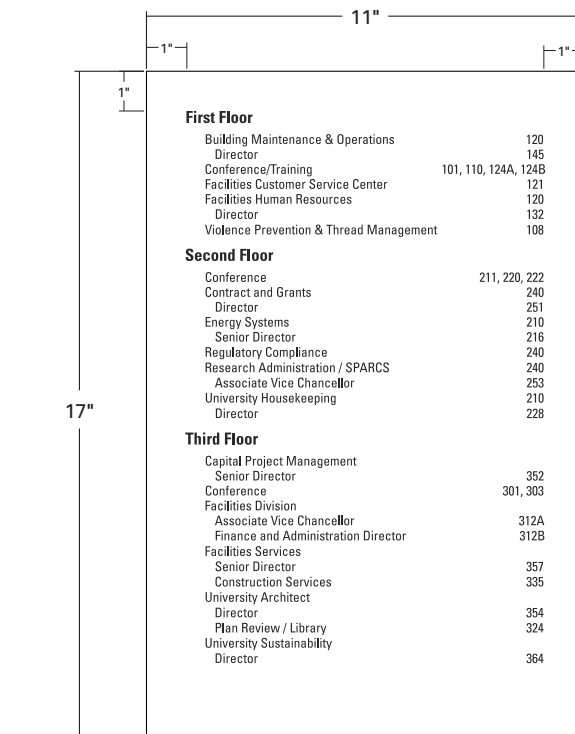 11"
1" 1"
1"
First Floor
Building Maintenance & Operations 120
Director 145
Conference/Training 101, 110, 124A, 124B
Facilities Customer Service Center 121
Facilities Human Resources 120
Director 132
Violence Prevention & Thread Management 108
Second Floor
Conference 211, 220, 222
Contract and Grants 240
Director 251
Energy Systems 210
Senior Director 216
Regulatory Compliance 240
Research Administration / SPARCS 240
Associate Vice Chancellor 253
University Housekeeping 210
17"
Director 228
Third Floor
Capital Project Management
Senior Director 352
Conference 301, 303
Facilities Division
Associate Vice Chancellor 312A
Finance and Administration Director 312B
Facilities Services
Senior Director 357
Construction Services 335
University Architect
Director 354
Plan Review / Library 324
University Sustainability
Director 364